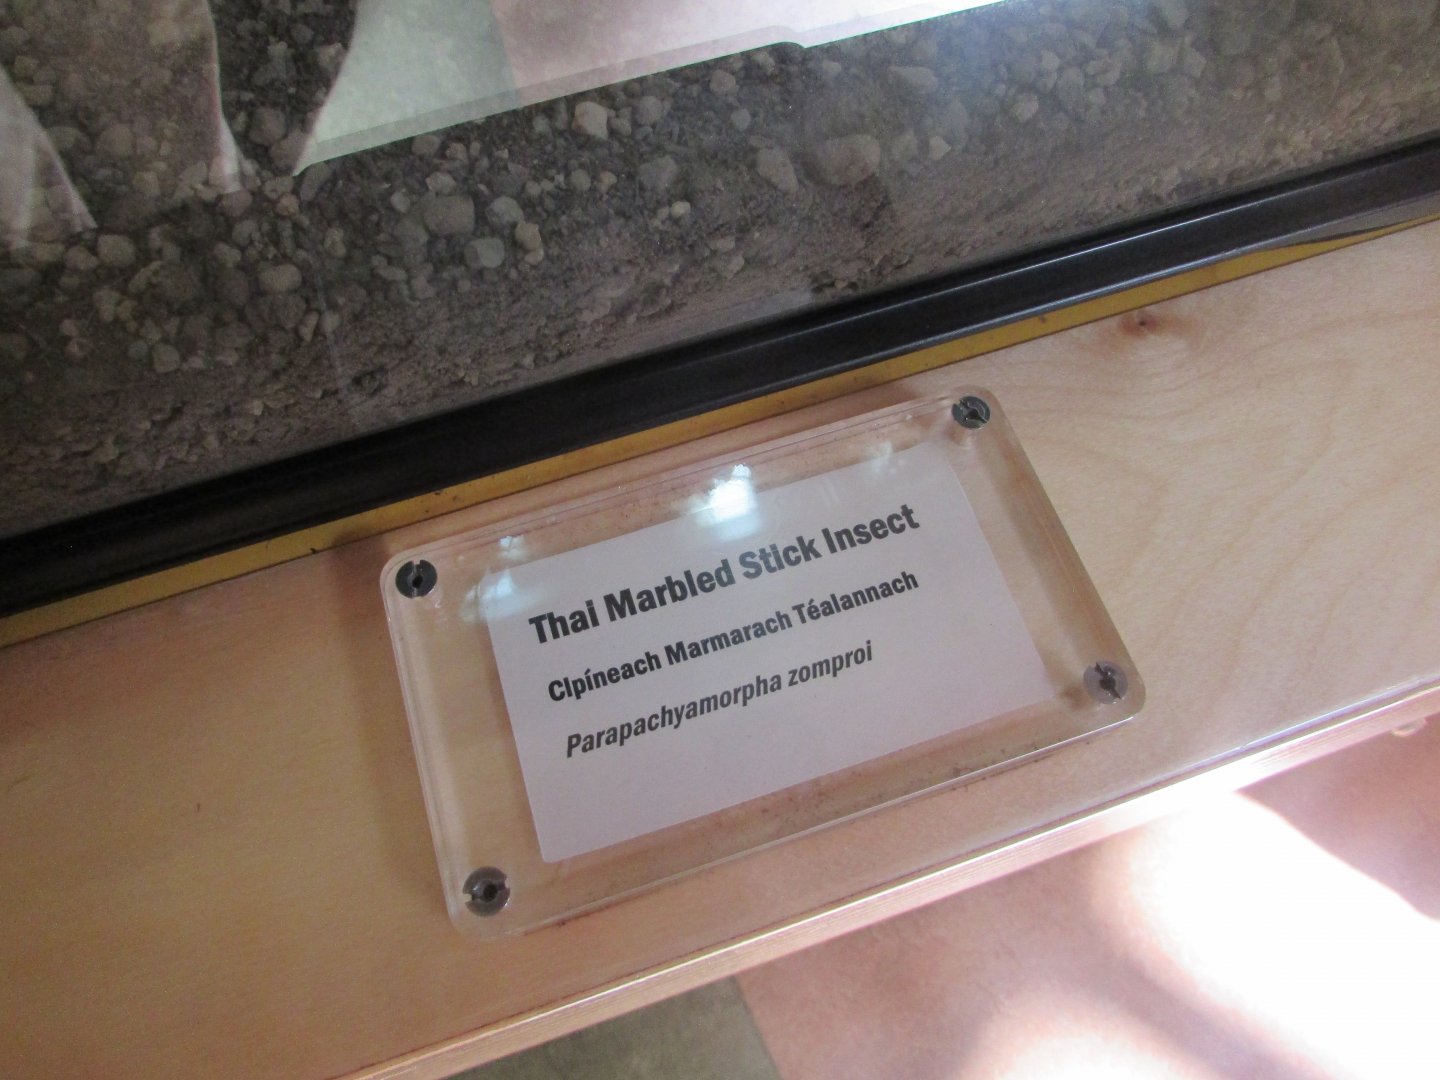 Thai Marbled Stick Insect
Clpíneach Marmarach Téalannach
Parapachyamorpha zomproi